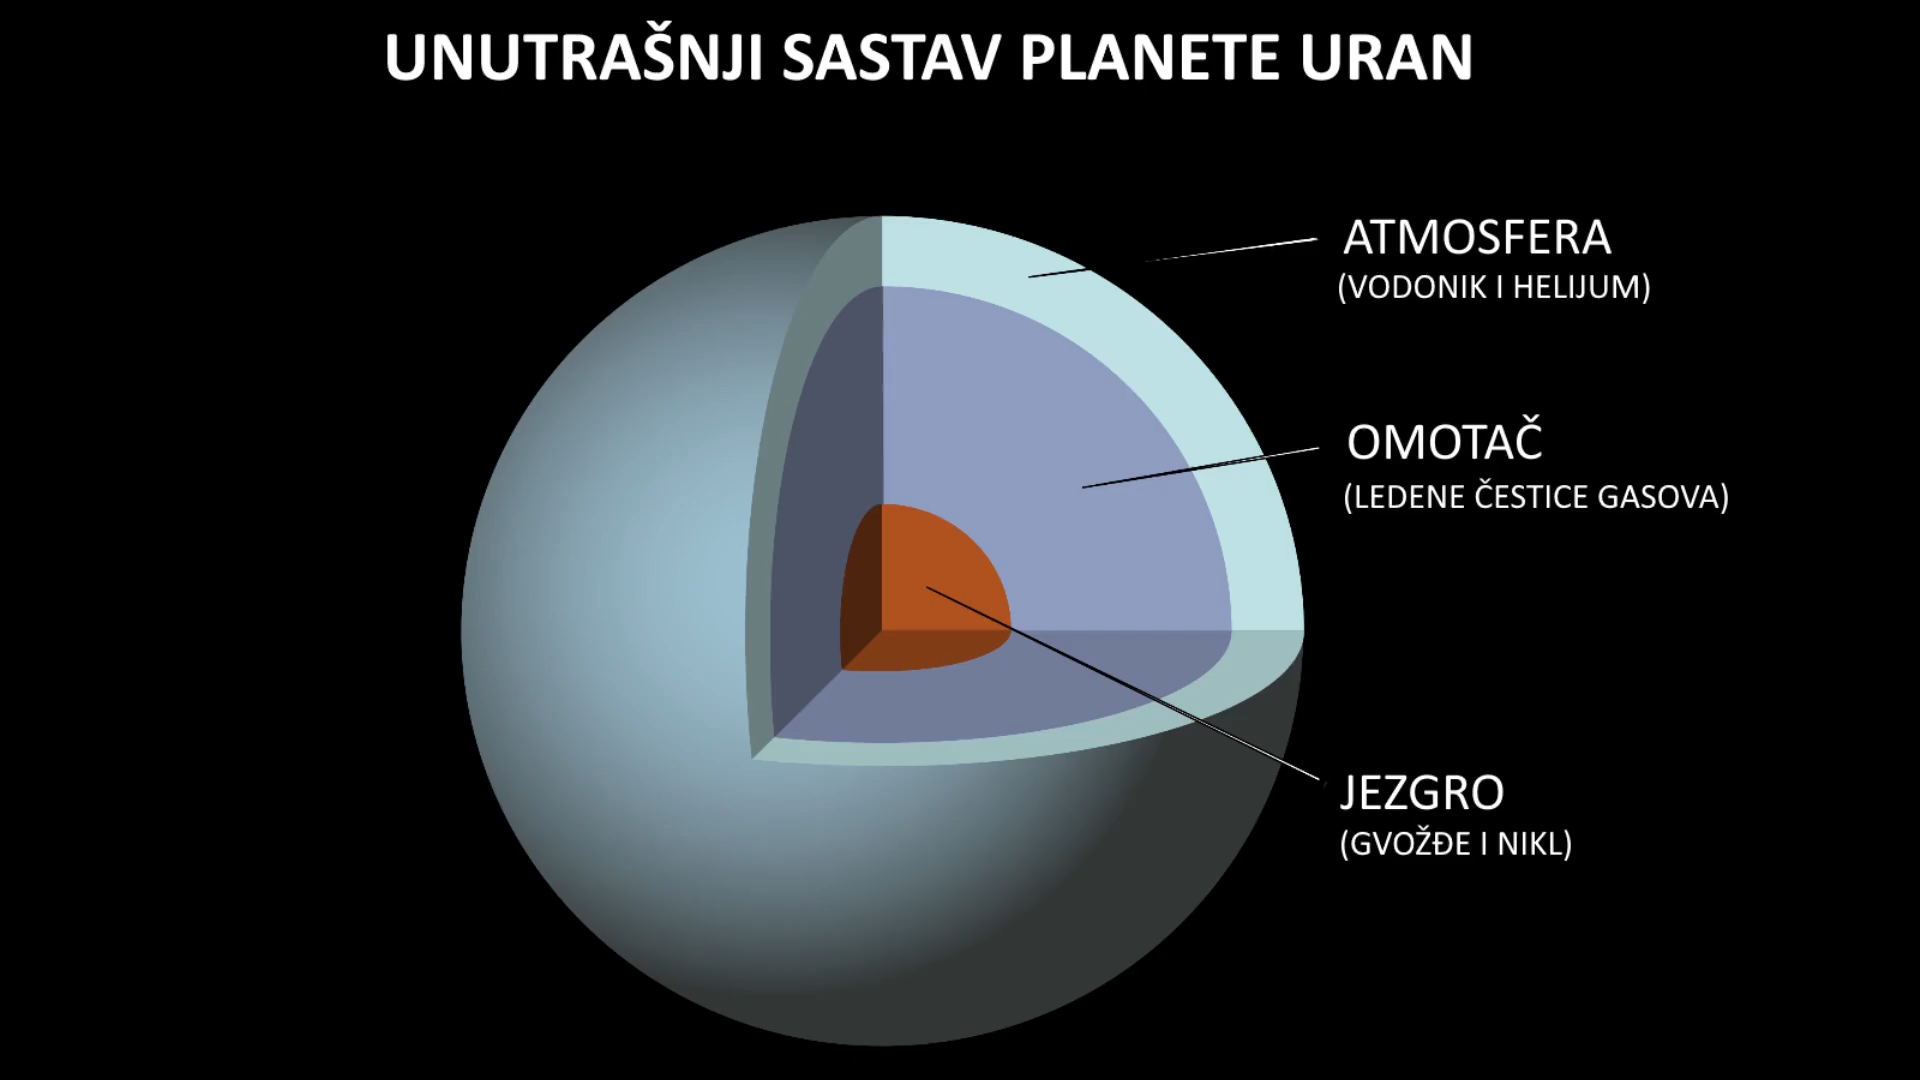 UNUTRAŠNJI SASTAV PLANETE URAN
ATMOSFERA
(VODONIK I HELIJUM)
OMOTAČ
(LEDENE ČESTICE GASOVA)
JEZGRO
(GVOŽĐE I NIKL)